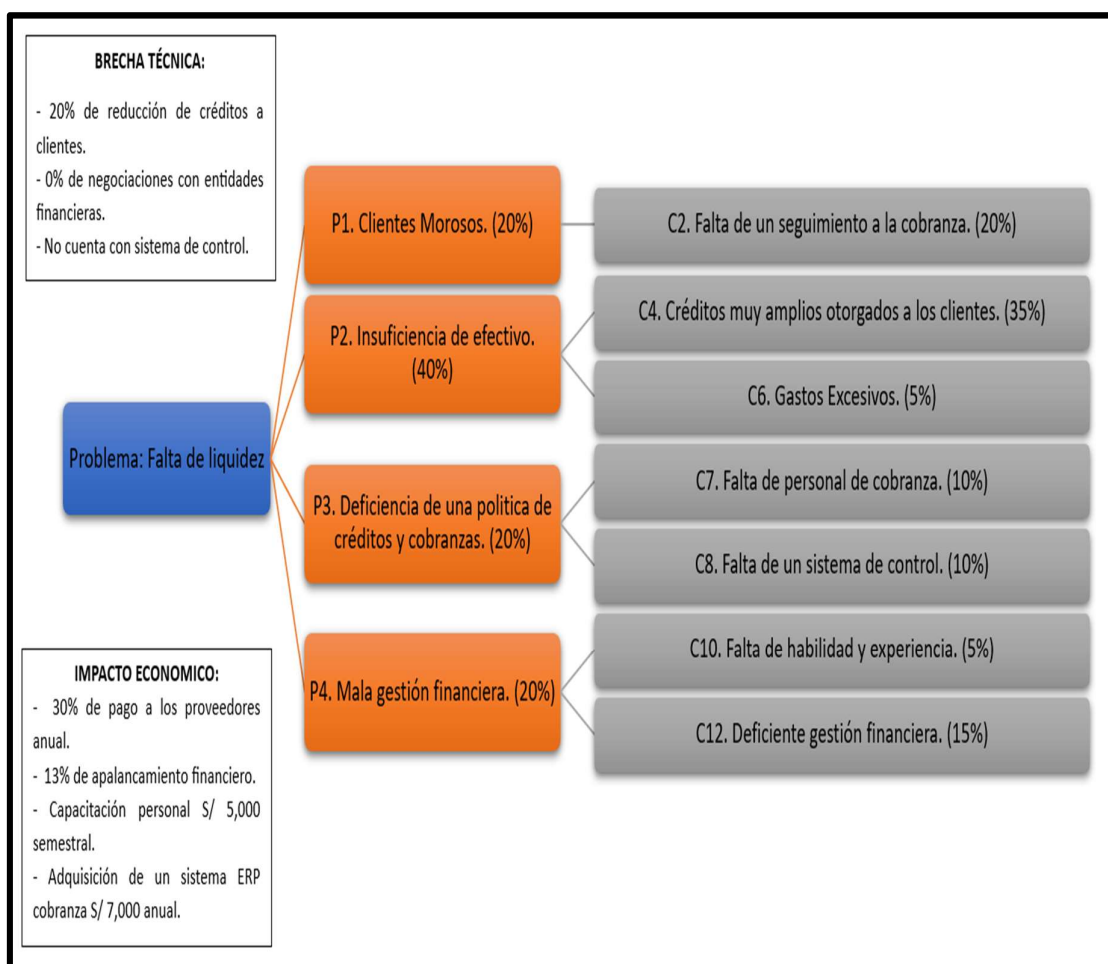 BRECHA TÉCNICA:
- 20% de reducción de créditos a
clientes.
- 0% de negociaciones con entidades
financieras.
- No cuenta con sistema de control.
Problema: Falta de liquidez
P1. Clientes Morosos. (20%)
C2. Falta de un seguimiento a la cobranza. (20%)
P2. Insuficiencia de efectivo.
(40%)
C4. Créditos muy amplios otorgados a los clientes. (35%)
C6. Gastos Excesivos. (5%)
P3. Deficiencia de una politica de
créditos y cobranzas. (20%)
C7. Falta de personal de cobranza. (10%)
C8. Falta de un sistema de control. (10%)
P4. Mala gestión financiera. (20%)
C10. Falta de habilidad y experiencia. (5%)
C12. Deficiente gestión financiera. (15%)
IMPACTO ECONOMICO:
- 30% de pago a los proveedores
anual.
- 13% de apalancamiento financiero.
- Capacitación personal S/ 5,000
semestral.
- Adquisición de un sistema ERP
cobranza S/ 7,000 anual.